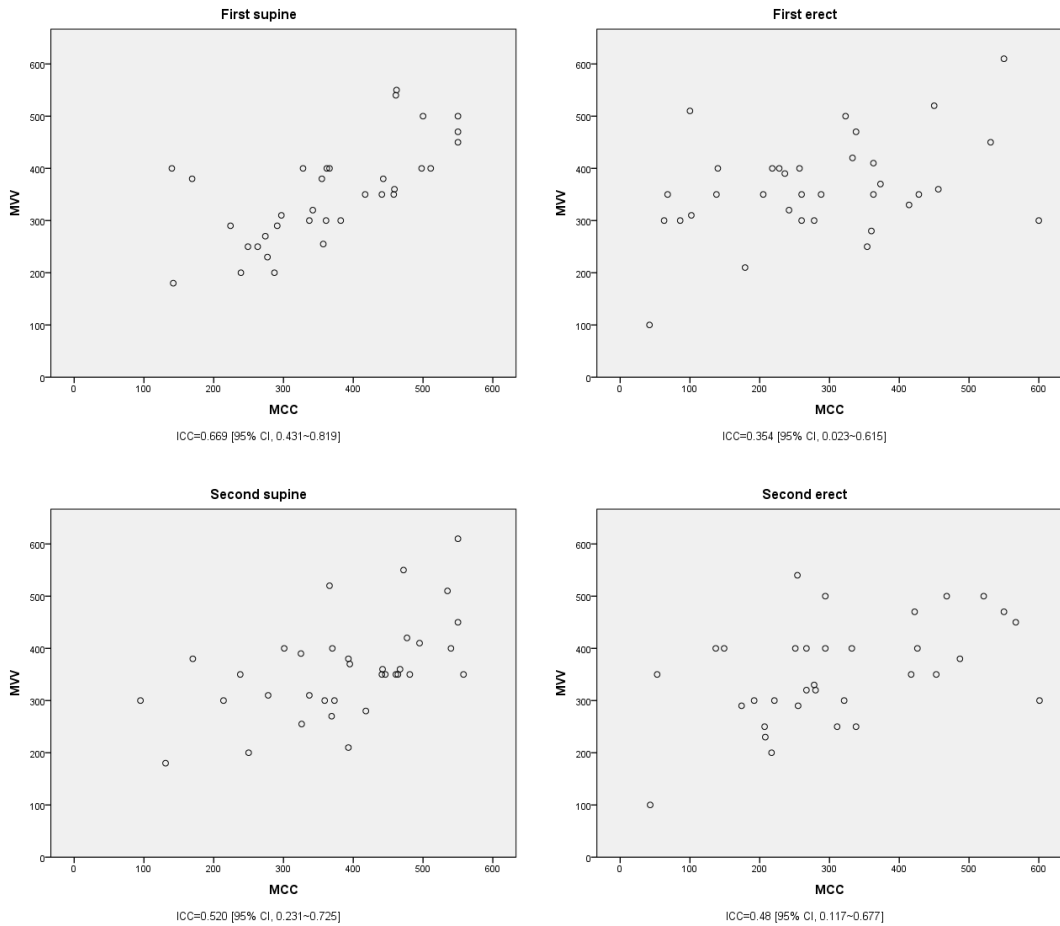 First supine
MVV
600
500
400
300
200
100
0
0 100 200 300 400 500 600
MCC
ICC=0.669 [95% CI, 0.431~0.819]
First erect
MVV
600
500
400
300
200
100
0
0 100 200 300 400 500 600
MCC
ICC=0.354 [95% CI, 0.023~0.615]
Second supine
MVV
600
500
400
300
200
100
0
0 100 200 300 400 500 600
MCC
ICC=0.520 [95% CI, 0.231~0.725]
Second erect
MVV
600
500
400
300
200
100
0
0 100 200 300 400 500 600
MCC
ICC=0.48 [95% CI, 0.117~0.677]